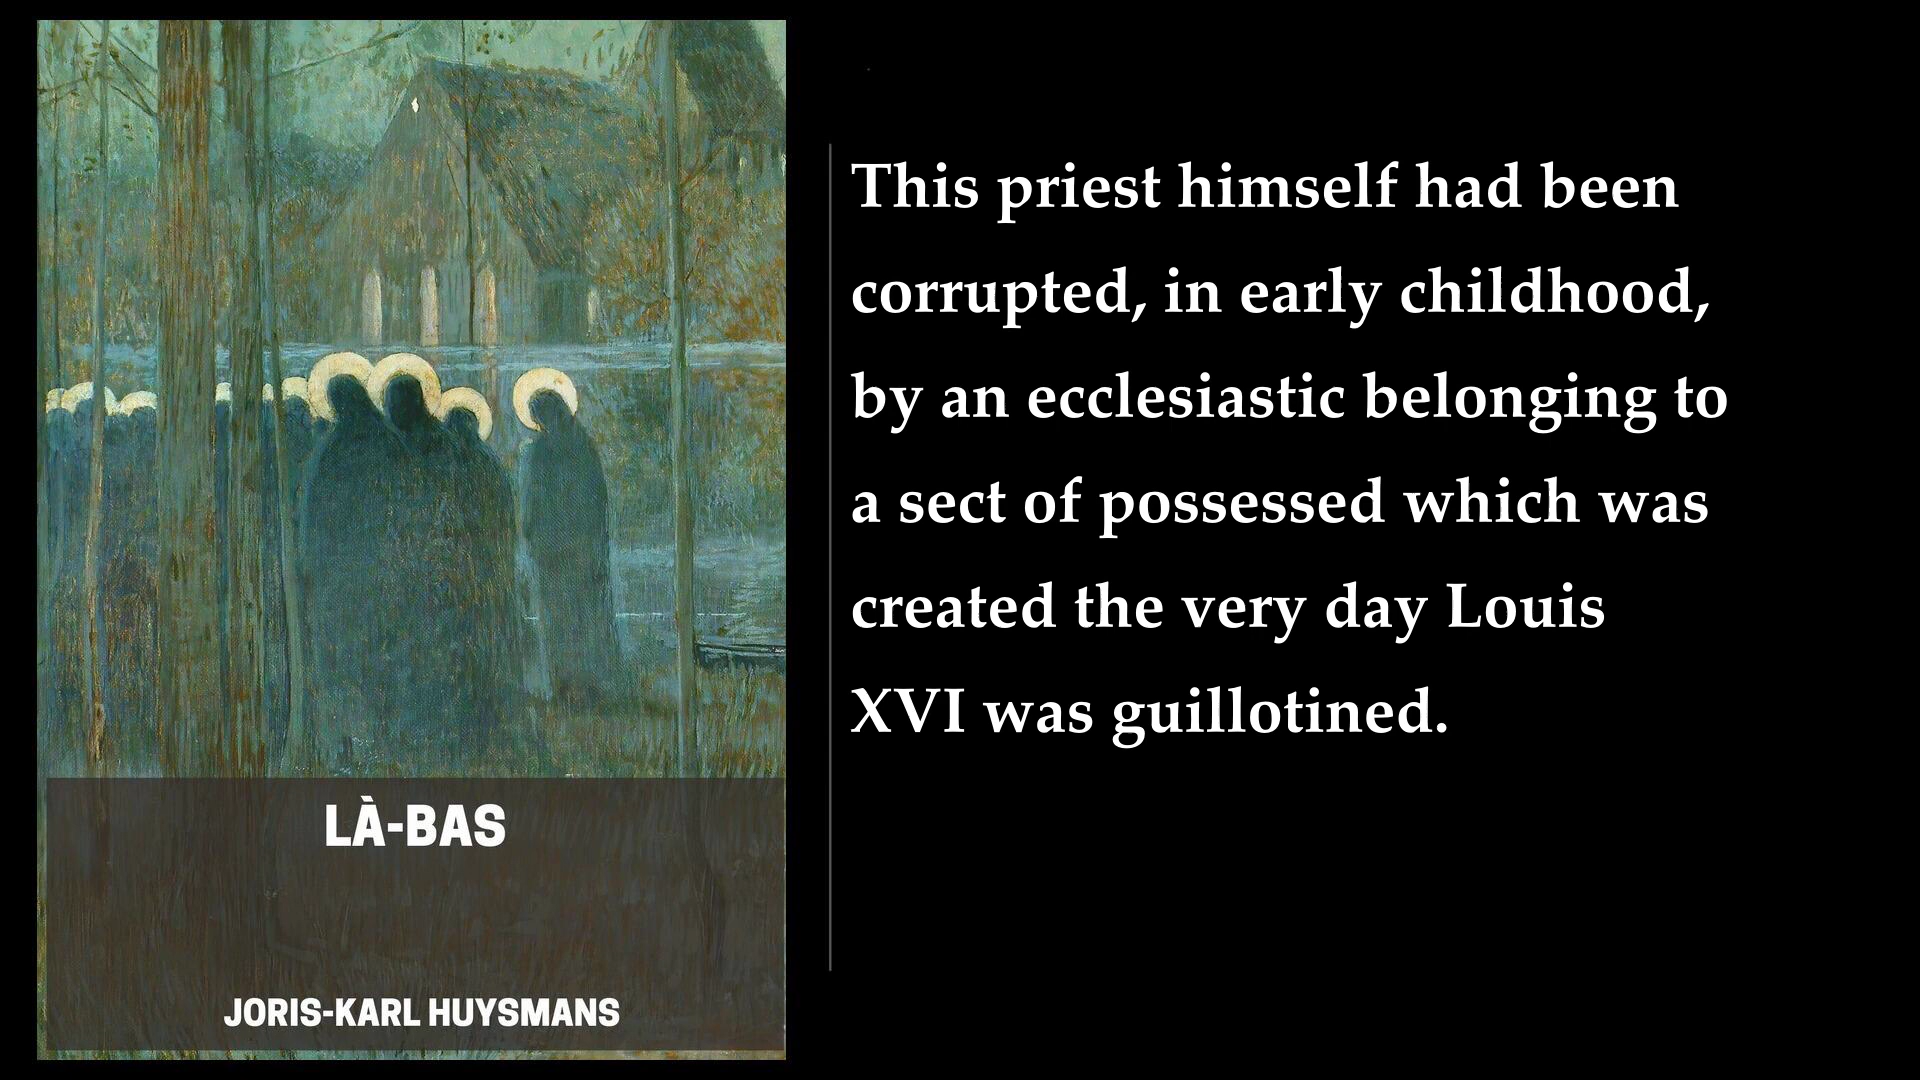 LÀ-BAS
JORIS-KARL HUYSMANS
This priest himself had been
corrupted, in early childhood,
by an ecclesiastic belonging to
a sect of possessed which was
created the very day Louis
XVI was guillotined.